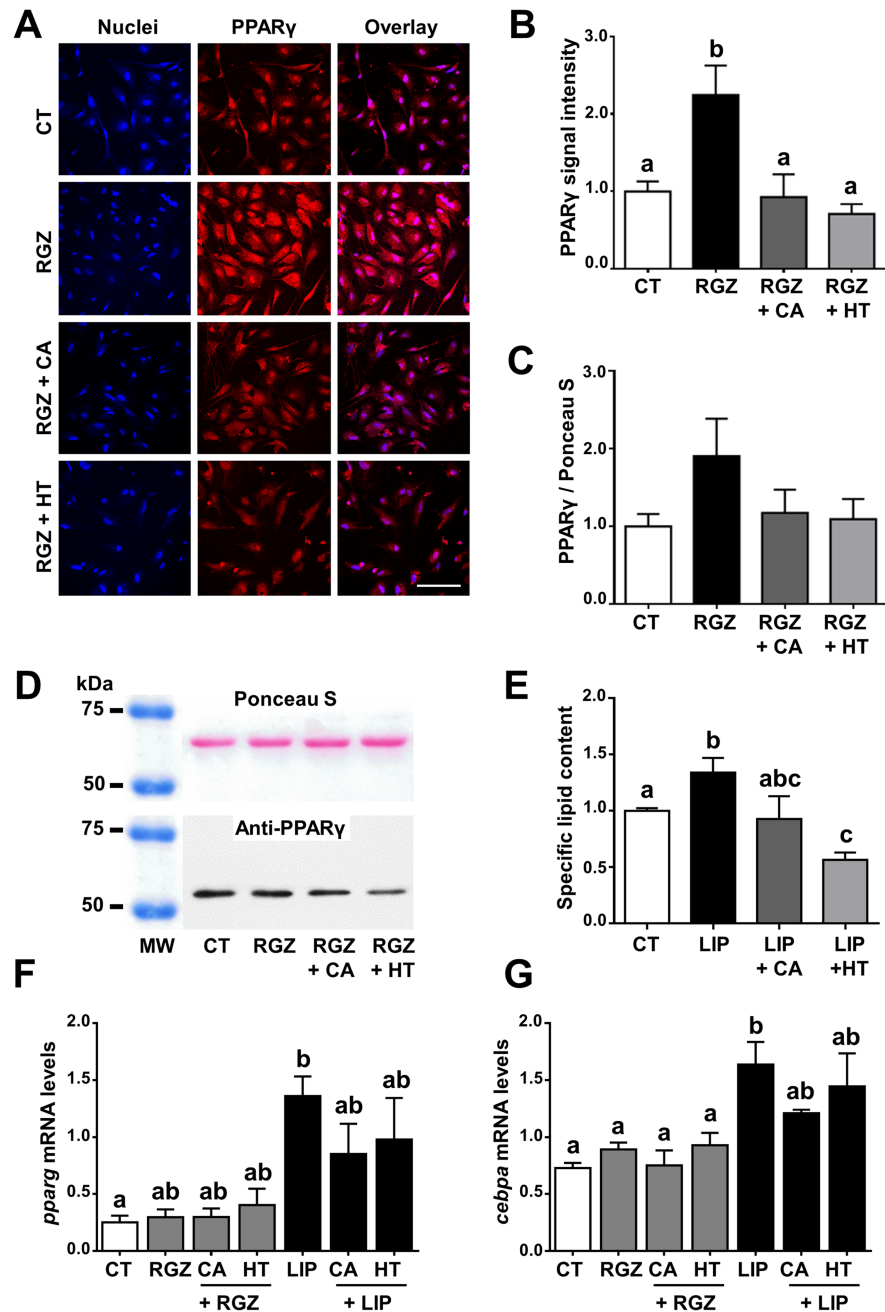 A
Nuclei PPARγ Overlay
CT
RGZ
RGZ + CA
RGZ + HT
B
PPARγ signal intensity
3.0
2.0
1.0
0.0
a b a a
CT RGZ RGZ RGZ
+ CA + HT
C
PPARγ / Ponceau S
3.0
2.0
1.0
0.0
CT RGZ RGZ RGZ
+ CA + HT
D
kDa
Ponceau S
75
50
Anti-PPARγ
75
50
MW CT RGZ RGZ RGZ
+ CA + HT
E
Specific lipid content
2.0
1.5
1.0
0.5
0.0
a b abc c
CT LIP LIP LIP
+ CA +HT
F
pparg mRNA levels
2.0
1.5
1.0
0.5
0.0
a ab ab ab b ab ab
CT RGZ CA HT LIP CA HT
+ RGZ + LIP
G
cebpa mRNA levels
2.0
1.5
1.0
0.5
0.0
a a a a b ab ab
CT RGZ CA HT LIP CA HT
+ RGZ + LIP